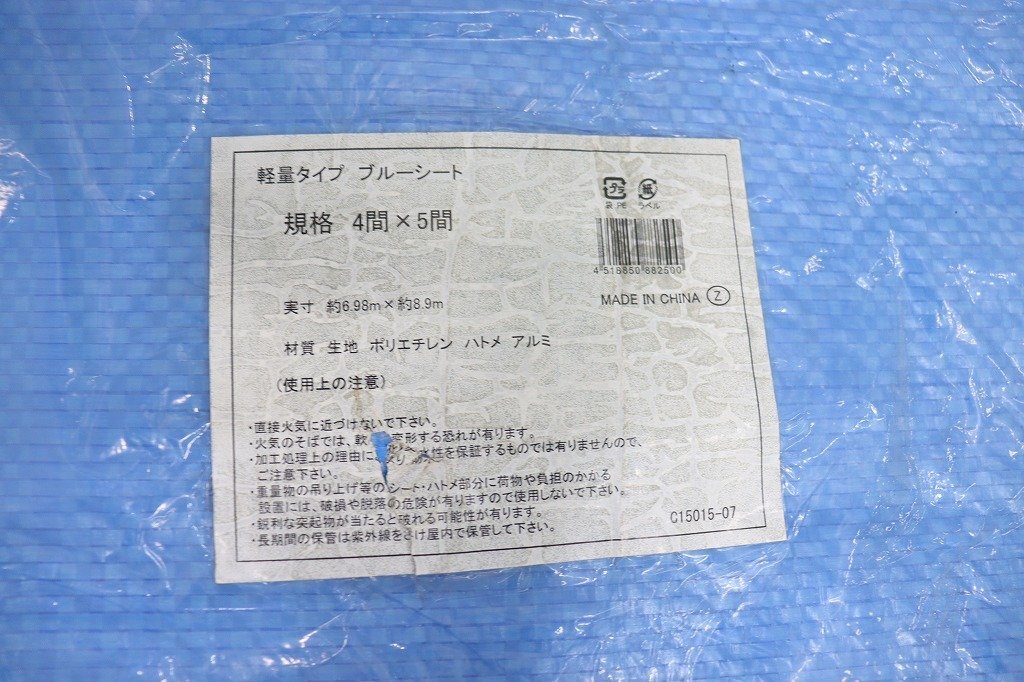 軽量タイプ ブルーシート
規格 4間×5間
プラ 紙
袋 PE ラベル
4 518850 882500
MADE IN CHINA Z
実寸 約6.98m×約8.9m
材質 生地 ポリエチレン ハトメ アルミ
(使用上の注意)
・直接火気に近づけないで下さい。
・火気のそばでは、軟 変形する恐れが有ります。
・加工処理上の理由に 水性を保証するものでは有りませんので、
ご注意下さい。
・重量物の吊り上げ等のシート・ハトメ部分に荷物や負担のかかる
設置には、破損や脱落の危険が有りますので使用しないで下さい。
・鋭利な突起物が当たると破れる可能性が有ります。
・長期間の保管は紫外線をさけ屋内で保管して下さい。
C15015-07